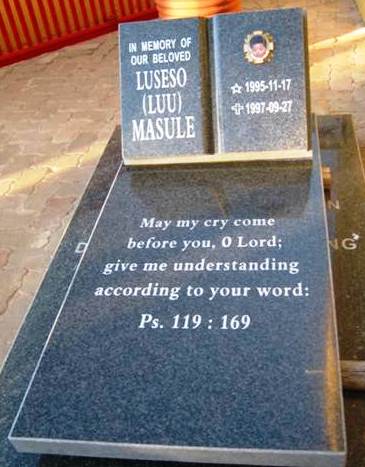 IN MEMORY OF
OUR BELOVED
LUSESO
(LUU)
MASULE
1995-11-17
1997-09-27
May my cry come
before you, O Lord;
give me understanding
according to your word:
Ps. 119 : 169